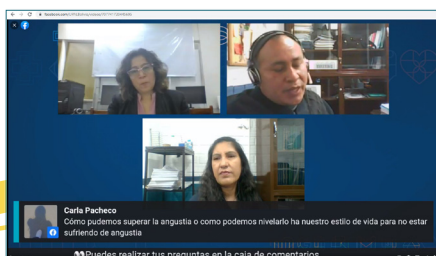 Carla Pacheco
Cómo pudemos superar la angustia o como podemos nivelarlo ha nuestro estilo de vida para no estar
sufriendo de angustia
Puedes realizar tus preguntas en la caja de comentarios